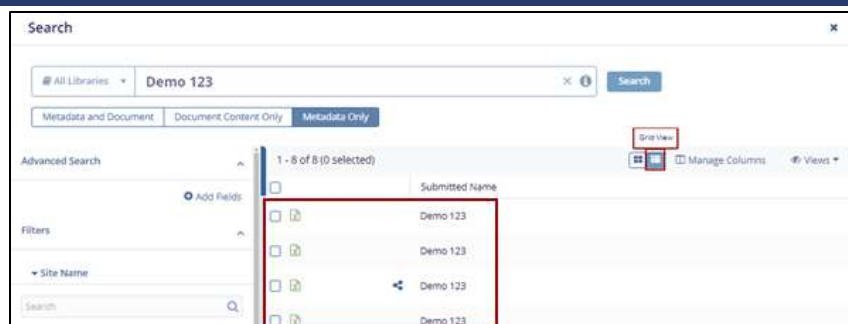 Search
All Libraries
Demo 123
Search
Metadata and Document
Document Content Only
Metadata Only
Grid View
Advanced Search
1 - 8 of 8 (0 selected)
Manage Columns
Views
Add Fields
Submitted Name
Filters
Demo 123
Demo 123
Site Name
Demo 123
Search
Demo 123